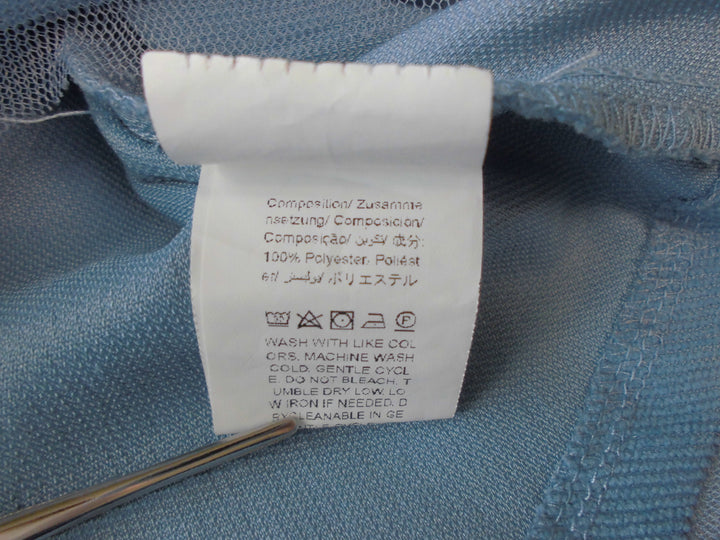 Composition/ Zusamme
nsetzung/ Composición/
Composição/ تكوين/ 成分:
100% Polyester, Poliést
er/ بوليستر/ ポリエステル
WASH WITH LIKE COL
ORS. MACHINE WASH
COLD. GENTLE CYCL
E. DO NOT BLEACH. T
UMBLE DRY LOW. LO
W IRON IF NEEDED. D
RYCLEANABLE IN GE